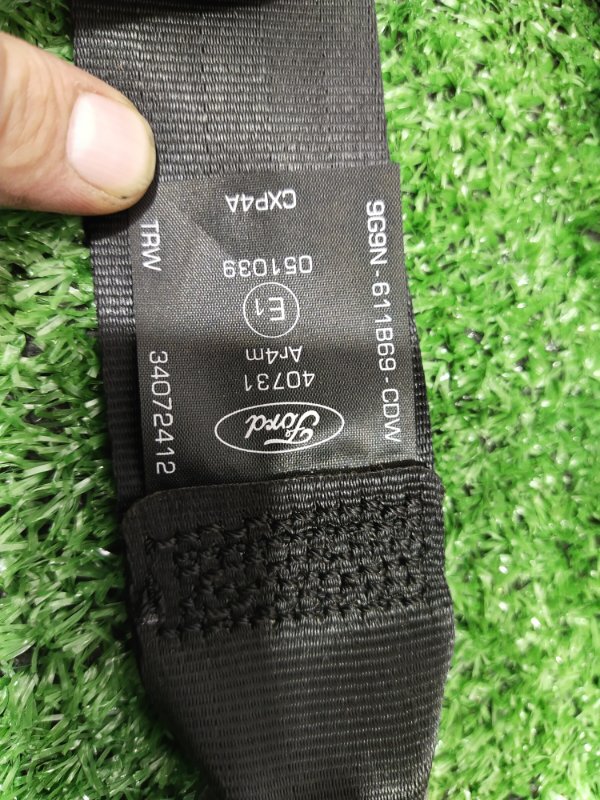 9G9N-611B69-CDW
Ford
40731
Ar4m
E1
051039
CXP4A
TRW 34072412